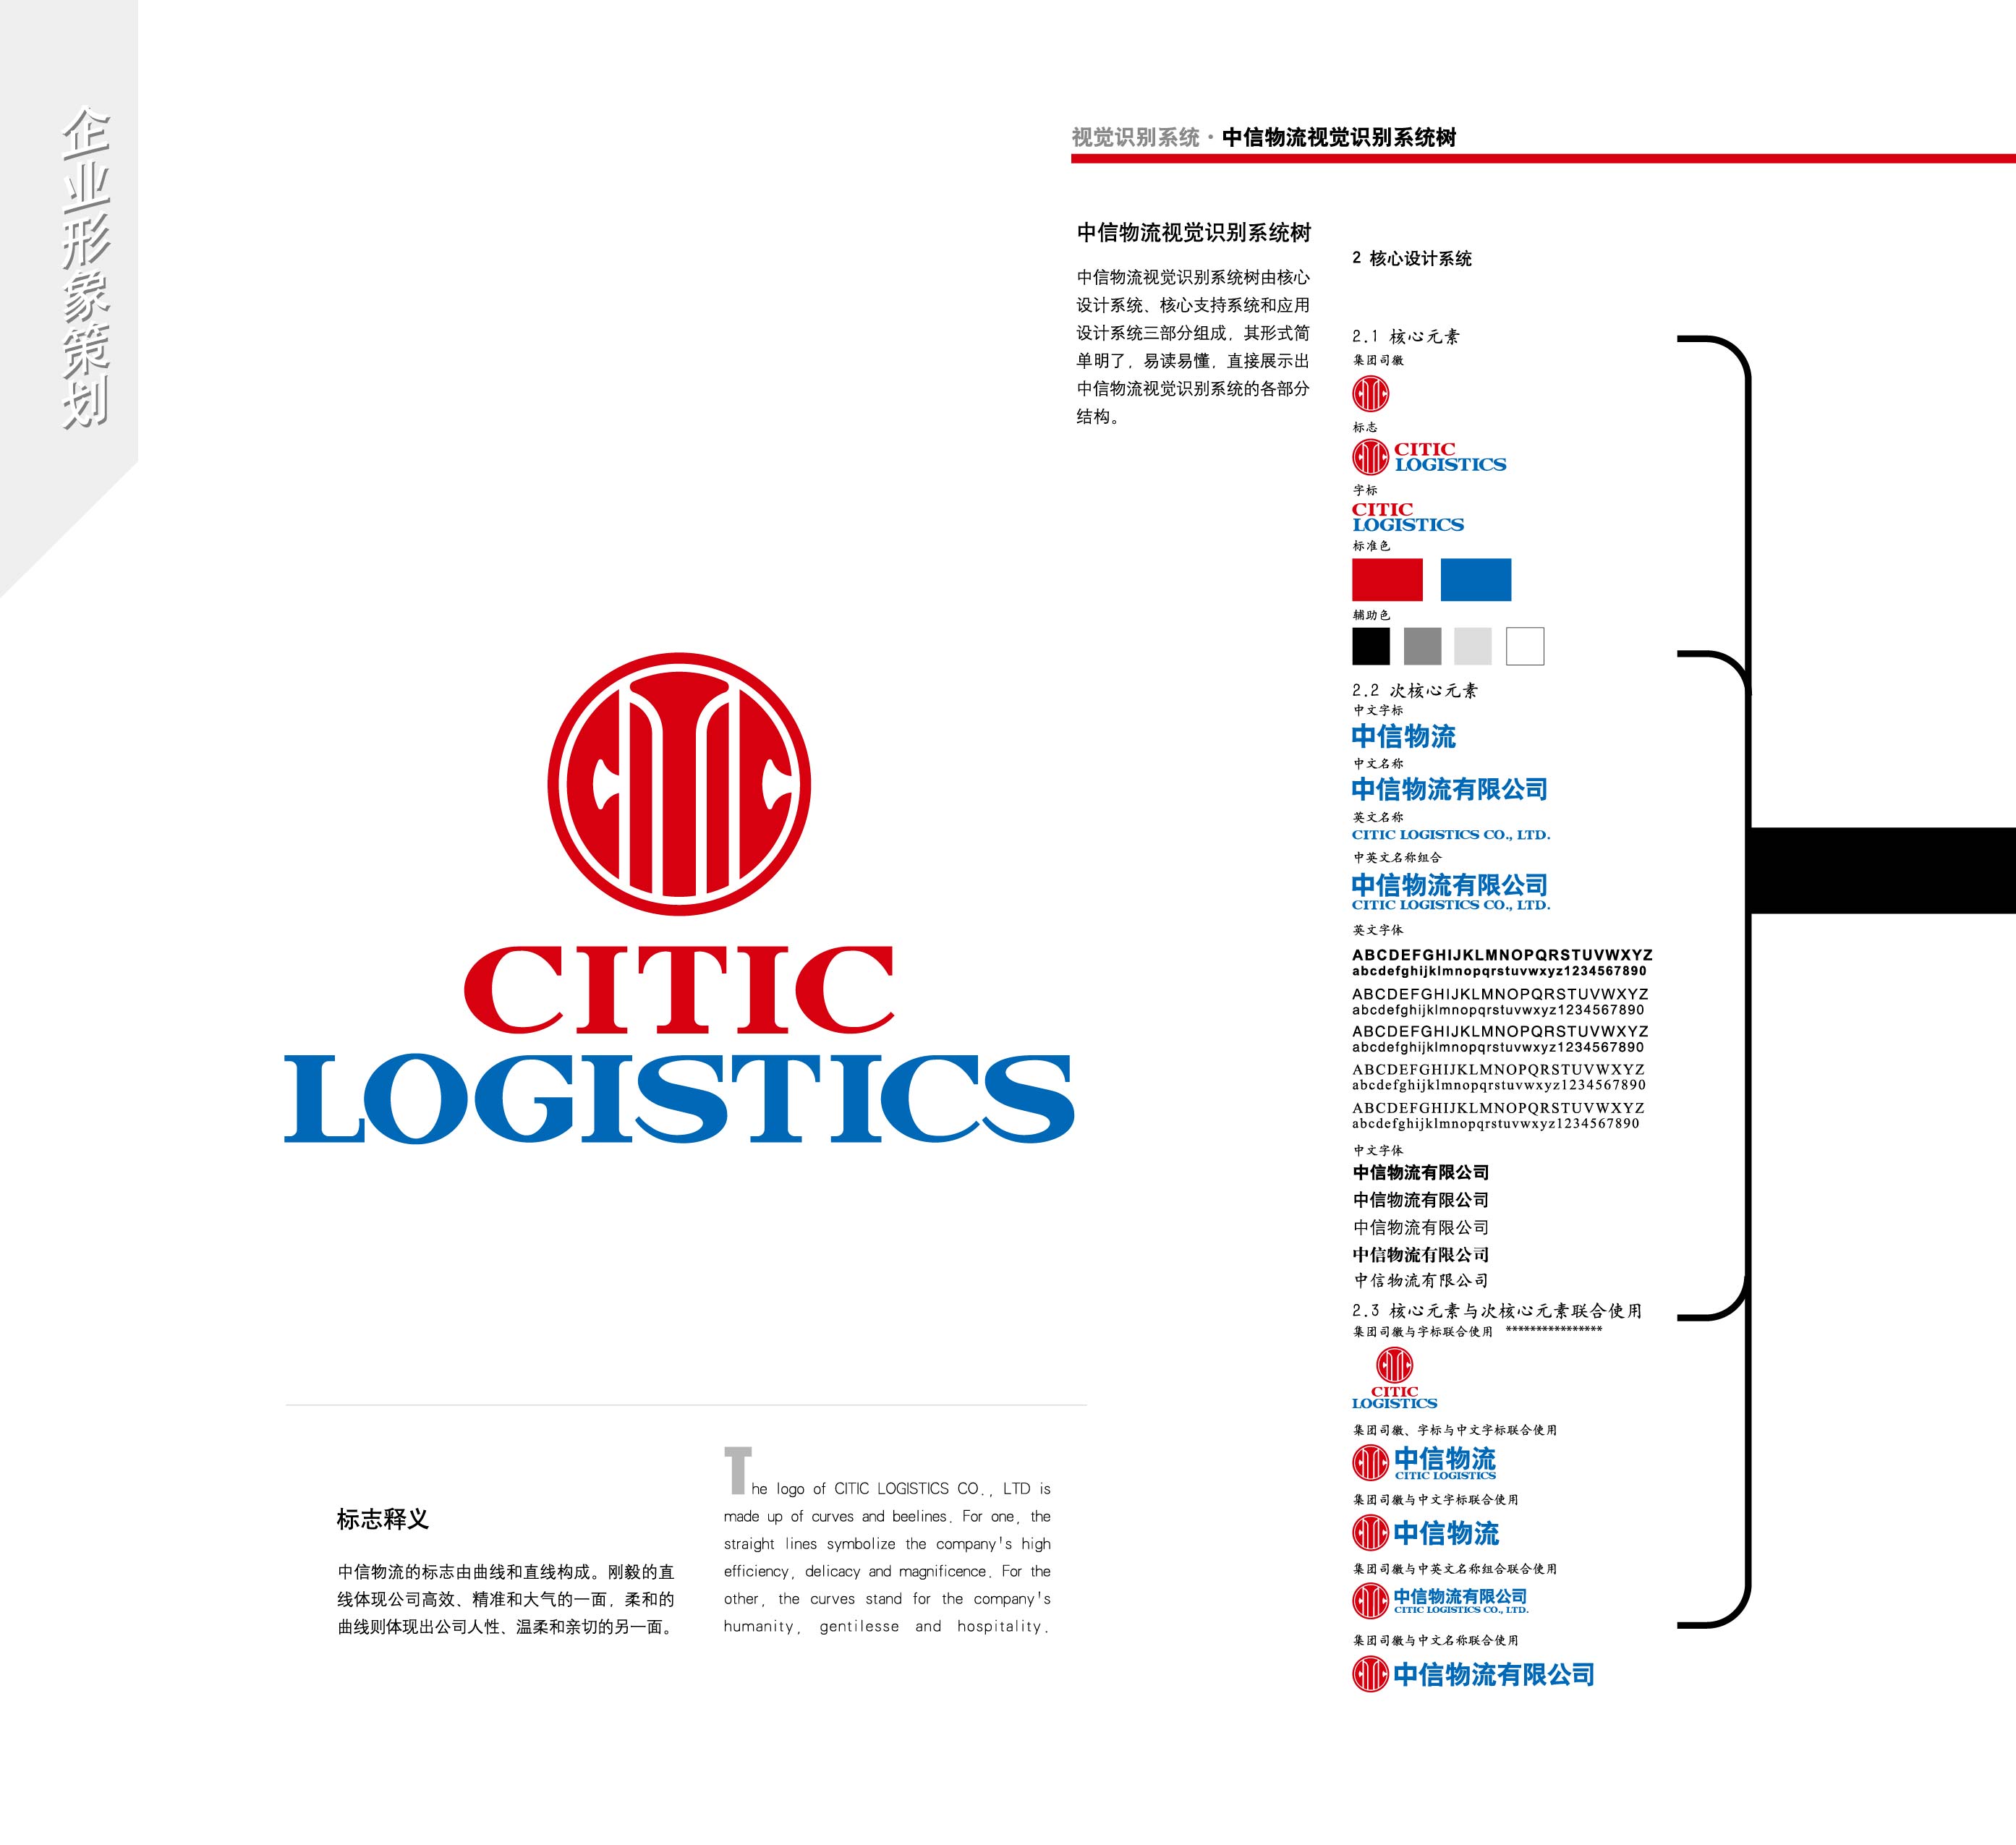 企业形象策划
视觉识别系统·中信物流视觉识别系统树
中信物流视觉识别系统树
中信物流视觉识别系统树由核心
设计系统、核心支持系统和应用
设计系统三部分组成，其形式简
单明了，易读易懂，直接展示出
中信物流视觉识别系统的各部分
结构。
CITIC
LOGISTICS
标志释义
中信物流的标志由曲线和直线构成。刚毅的直
线体现公司高效、精准和大气的一面，柔和的
曲线则体现出公司人性、温柔和亲切的另一面。
The logo of CITIC LOGISTICS CO., LTD is
made up of curves and beelines. For one, the
straight lines symbolize the company's high
efficiency, delicacy and magnificence. For the
other, the curves stand for the company's
humanity, gentilesse and hospitality.
2 核心设计系统
2.1 核心元素
集团司徽
标志
CITIC
LOGISTICS
字标
CITIC
LOGISTICS
标准色
辅助色
2.2 次核心元素
中文字标
中信物流
中文名称
中信物流有限公司
英文名称
CITIC LOGISTICS CO., LTD.
中英文名称组合
中信物流有限公司
CITIC LOGISTICS CO., LTD.
英文字体
ABCDEFGHIJKLMNOPQRSTUVWXYZ
abcdefghijklmnopqrstuvwxyz1234567890
ABCDEFGHIJKLMNOPQRSTUVWXYZ
abcdefghijklmnopqrstuvwxyz1234567890
ABCDEFGHIJKLMNOPQRSTUVWXYZ
abcdefghijklmnopqrstuvwxyz1234567890
ABCDEFGHIJKLMNOPQRSTUVWXYZ
abcdefghijklmnopqrstuvwxyz1234567890
ABCDEFGHIJKLMNOPQRSTUVWXYZ
abcdefghijklmnopqrstuvwxyz1234567890
中文字体
中信物流有限公司
中信物流有限公司
中信物流有限公司
中信物流有限公司
中信物流有限公司
2.3 核心元素与次核心元素联合使用
集团司徽与字标联合使用 ****************
CITIC
LOGISTICS
集团司徽、字标与中文字标联合使用
中信物流
CITIC LOGISTICS
集团司徽与中文字标联合使用
中信物流
集团司徽与中英文名称组合联合使用
中信物流有限公司
CITIC LOGISTICS CO., LTD.
集团司徽与中文名称联合使用
中信物流有限公司